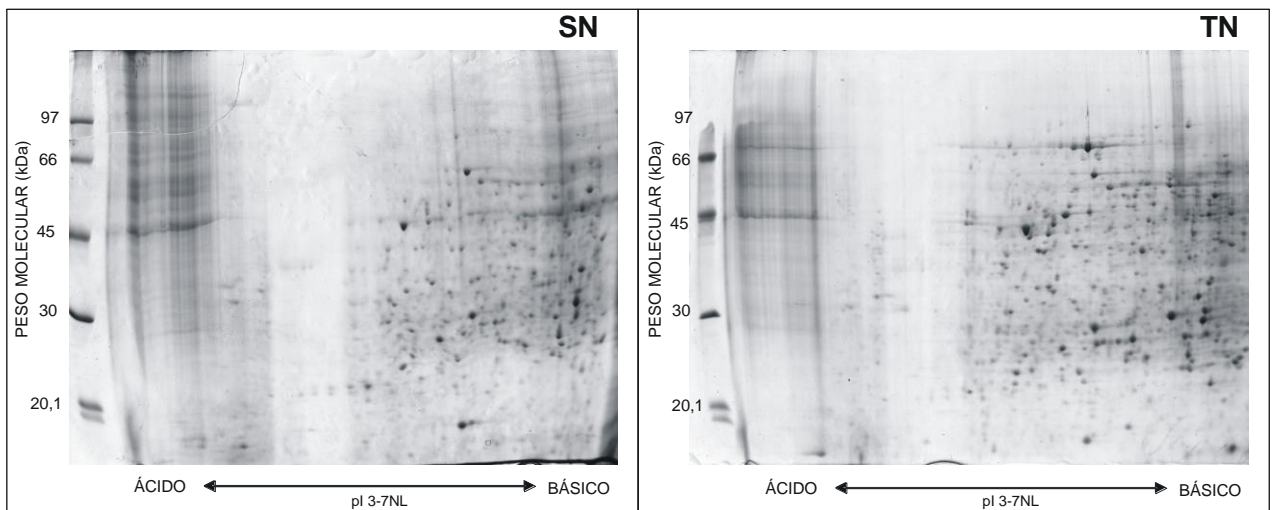 SN
97
66
45
30
20,1
PESO MOLECULAR (kDa)
ÁCIDO
BÁSICO
pI 3-7NL
TN
97
66
45
30
20,1
PESO MOLECULAR (kDa)
ÁCIDO
BÁSICO
pI 3-7NL